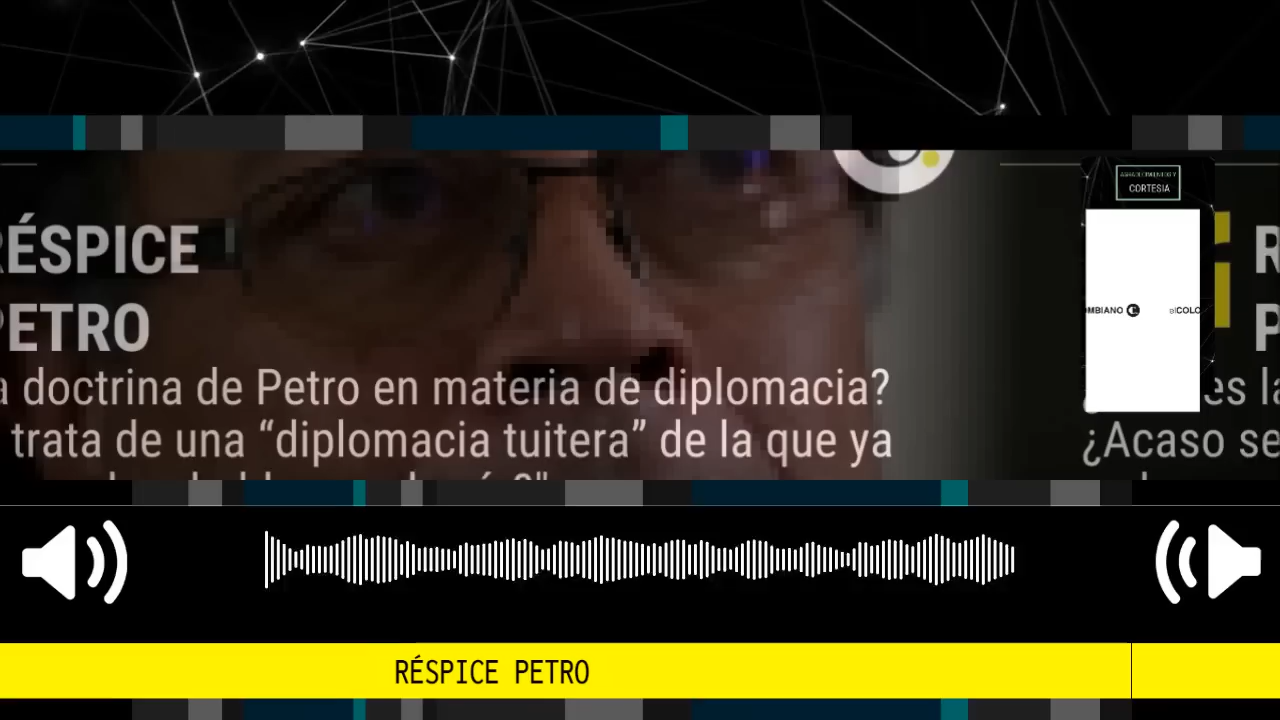 CORTESIA
RÉSPICE
PETRO
a doctrina de Petro en materia de diplomacia?
trata de una “diplomacia tuitera” de la que ya
R
P
OMBIANO
elCOLO
es la
¿Acaso se
RÉSPICE PETRO